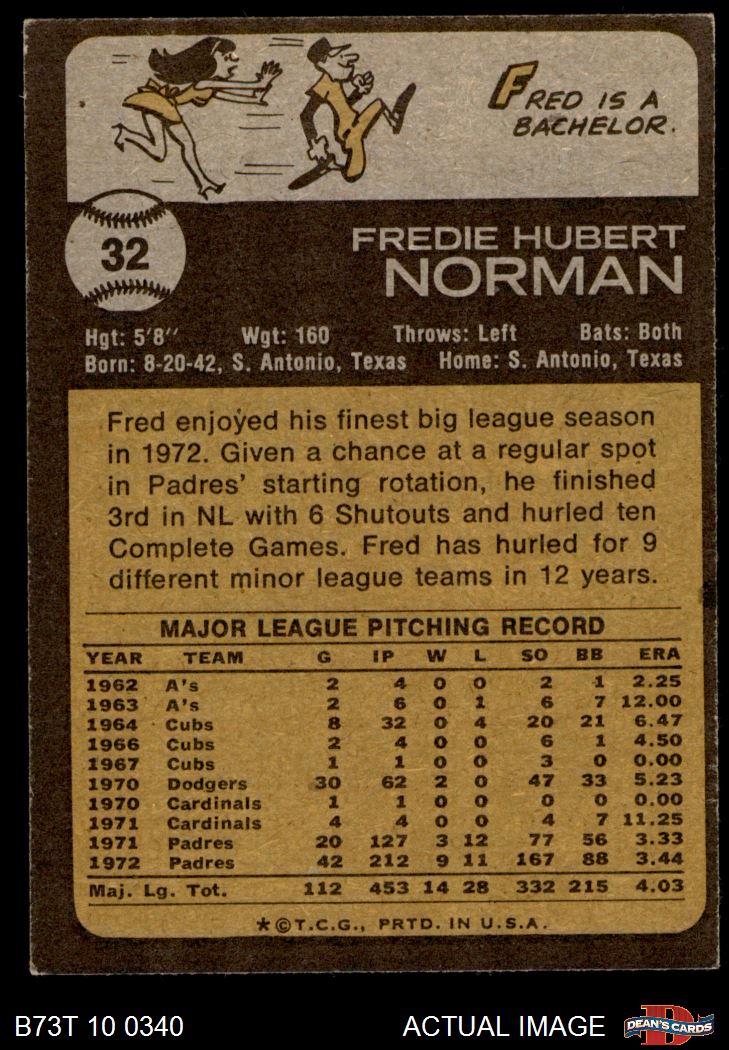 FRED IS A
BACHELOR.
32
FREDIE HUBERT
NORMAN
Hgt: 5'8" Wgt: 160 Throws: Left Bats: Both
Born: 8-20-42, S. Antonio, Texas Home: S. Antonio, Texas
Fred enjoyed his finest big league season
in 1972. Given a chance at a regular spot
in Padres' starting rotation, he finished
3rd in NL with 6 Shutouts and hurled ten
Complete Games. Fred has hurled for 9
different minor league teams in 12 years.
MAJOR LEAGUE PITCHING RECORD
YEAR TEAM G IP W L SO BB ERA
1962 A's 2 4 0 0 2 1 2.25
1963 A's 2 6 0 1 6 7 12.00
1964 Cubs 8 32 0 4 20 21 6.47
1966 Cubs 2 4 0 0 6 1 4.50
1967 Cubs 1 1 0 0 3 0 0.00
1970 Dodgers 30 62 2 0 47 33 5.23
1970 Cardinals 1 1 0 0 0 0 0.00
1971 Cardinals 4 4 0 0 4 7 11.25
1971 Padres 20 127 3 12 77 56 3.33
1972 Padres 42 212 9 11 167 88 3.44
Maj. Lg. Tot. 112 453 14 28 332 215 4.03
*©T.C.G., PRTD. IN U.S.A.
B73T 10 0340 ACTUAL IMAGE D DEAN'S CARDS